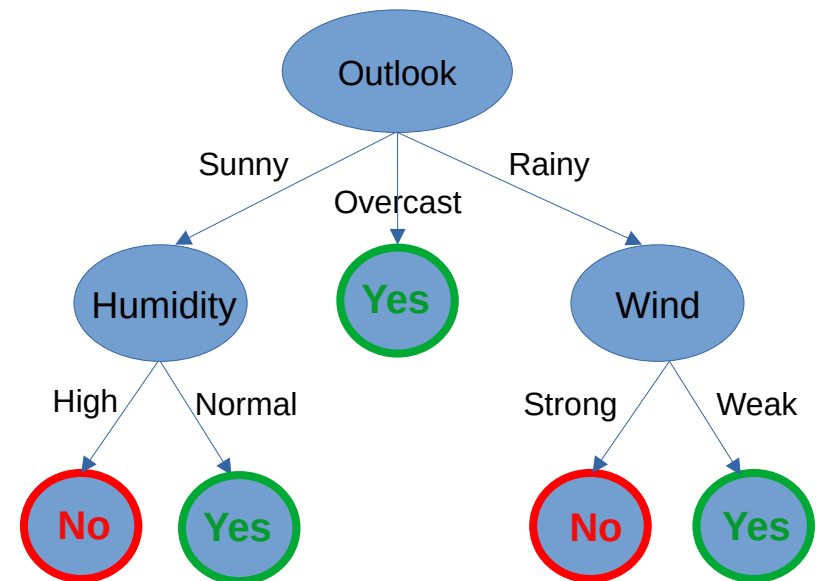 Outlook
Sunny
Rainy
Overcast
Humidity
Yes
Wind
High
Normal
Strong
Weak
No
Yes
No
Yes